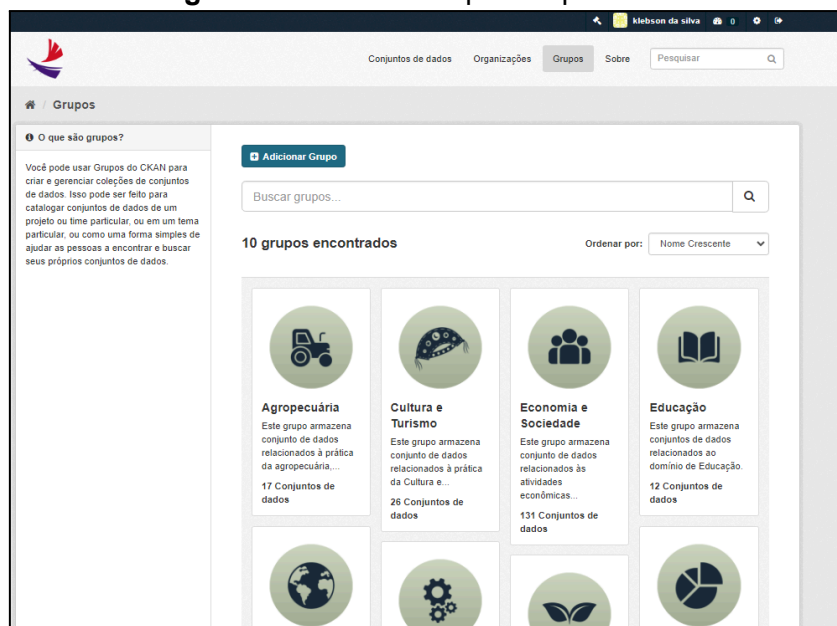 klebson da silva 0
Conjuntos de dados Organizações Grupos Sobre Pesquisar
/ Grupos
O que são grupos?
Você pode usar Grupos do CKAN para
criar e gerenciar coleções de conjuntos
de dados. Isso pode ser feito para
catalogar conjuntos de dados de um
projeto ou time particular, ou em um tema
particular, ou como uma forma simples de
ajudar as pessoas a encontrar e buscar
seus próprios conjuntos de dados.
Adicionar Grupo
Buscar grupos...
10 grupos encontrados
Ordenar por: Nome Crescente
Agropecuária
Este grupo armazena
conjunto de dados
relacionados à prática
da agropecuária,...
17 Conjuntos de
dados
Cultura e
Turismo
Este grupo armazena
conjunto de dados
relacionados à prática
da Cultura e...
26 Conjuntos de
dados
Economia e
Sociedade
Este grupo armazena
conjunto de dados
relacionados às
atividades
econômicas...
131 Conjuntos de
dados
Educação
Este grupo armazena
conjuntos de dados
relacionados ao
domínio de Educação.
12 Conjuntos de
dados